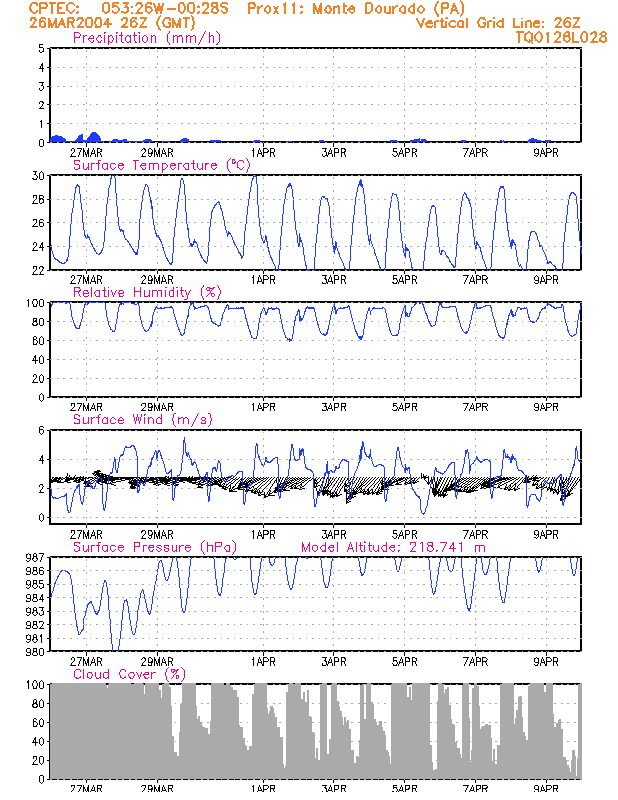 CPTEC: 053:26W-00:28S Prox11: Monte Dourado (PA)
26MAR2004 26Z (GMT) Vertical Grid Line: 26Z
Precipitation (mm/h) TQ0126L028
5
4
3
2
1
0
27MAR 29MAR 1APR 3APR 5APR 7APR 9APR
Surface Temperature (ºC)
30
28
26
24
22
27MAR 29MAR 1APR 3APR 5APR 7APR 9APR
Relative Humidity (%)
100
80
60
40
20
0
27MAR 29MAR 1APR 3APR 5APR 7APR 9APR
Surface Wind (m/s)
6
4
2
0
27MAR 29MAR 1APR 3APR 5APR 7APR 9APR
Surface Pressure (hPa) Model Altitude: 218.741 m
987
986
985
984
983
982
981
980
27MAR 29MAR 1APR 3APR 5APR 7APR 9APR
Cloud Cover (%)
100
80
60
40
20
0
27MAR 29MAR 1APR 3APR 5APR 7APR 9APR